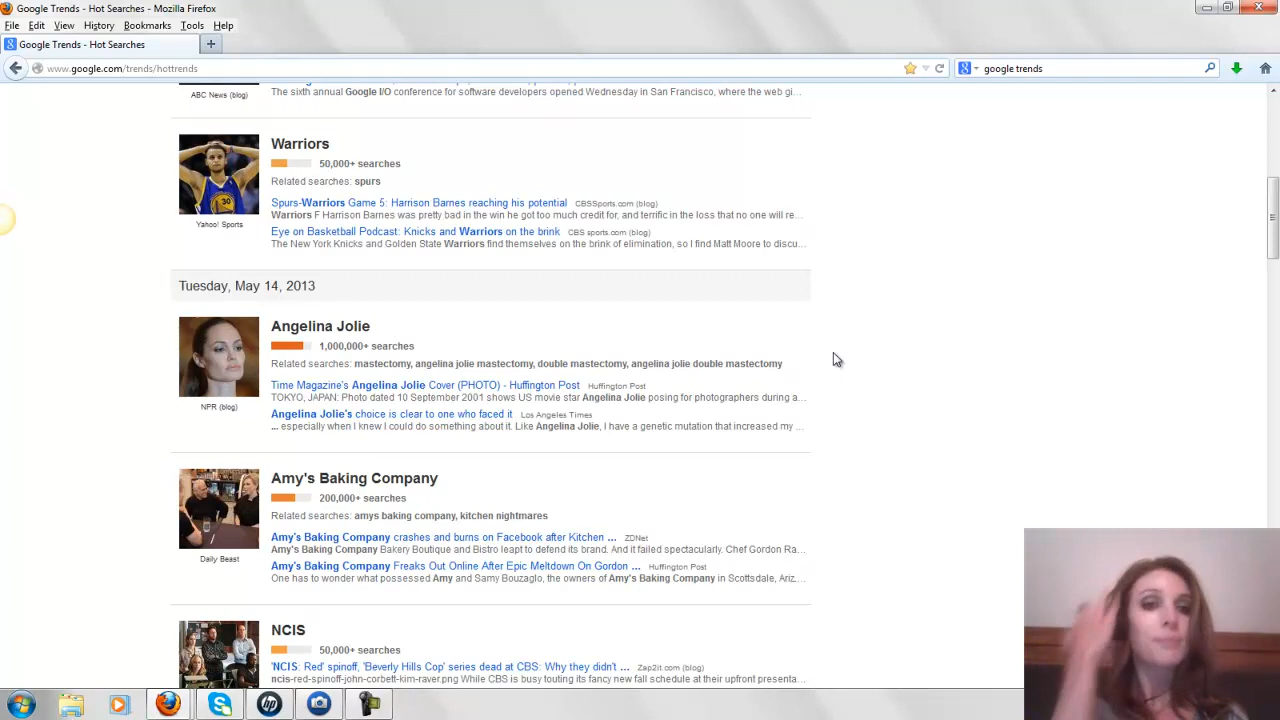 Google Trends - Hot Searches - Mozilla Firefox
File Edit View History Bookmarks Tools Help
Google Trends - Hot Searches
www.google.com/trends/hottrends
google trends
ABC News (blog)
The sixth annual Google I/O conference for software developers opened Wednesday in San Francisco, where the web gi...
Warriors
50,000+ searches
Related searches: spurs
Spurs-Warriors Game 5: Harrison Barnes reaching his potential CBSSports.com (blog)
Warriors F Harrison Barnes was pretty bad in the win he got too much credit for, and terrific in the loss that no one will re...
Yahoo! Sports
Eye on Basketball Podcast: Knicks and Warriors on the brink CBS sports.com (blog)
The New York Knicks and Golden State Warriors find themselves on the brink of elimination, so I find Matt Moore to discu...
Tuesday, May 14, 2013
Angelina Jolie
1,000,000+ searches
Related searches: mastectomy, angelina jolie mastectomy, double mastectomy, angelina jolie double mastectomy
Time Magazine's Angelina Jolie Cover (PHOTO) - Huffington Post Huffington Post
TOKYO, JAPAN: Photo dated 10 September 2001 shows US movie star Angelina Jolie posing for photographers during a...
NPR (blog)
Angelina Jolie's choice is clear to one who faced it Los Angeles Times
... especially when I knew I could do something about it. Like Angelina Jolie, I have a genetic mutation that increased my ...
Amy's Baking Company
200,000+ searches
Related searches: amys baking company, kitchen nightmares
Amy's Baking Company crashes and burns on Facebook after Kitchen ... ZDNet
Amy's Baking Company Bakery Boutique and Bistro leapt to defend its brand. And it failed spectacularly. Chef Gordon Ra...
Daily Beast
Amy's Baking Company Freaks Out Online After Epic Meltdown On Gordon ... Huffington Post
One has to wonder what possessed Amy and Samy Bouzaglo, the owners of Amy's Baking Company in Scottsdale, Ariz....
NCIS
50,000+ searches
'NCIS: Red' spinoff, 'Beverly Hills Cop' series dead at CBS: Why they didn't ... Zap2it.com (blog)
ncis-red-spinoff-john-corbett-kim-raver.png While CBS is busy touting its fancy new fall schedule at their upfront presenta...